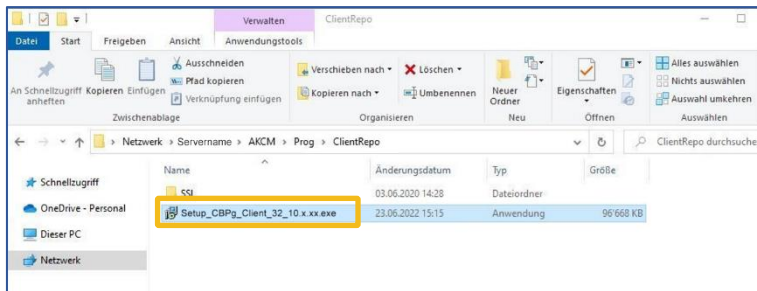 Verwalten ClientRepo
Datei Start Freigeben Ansicht Anwendungstools
An Schnellzugriff anheften
Kopieren Einfügen
Ausschneiden
Pfad kopieren
Verknüpfung einfügen
Zwischenablage
Verschieben nach
Kopieren nach
Löschen
Umbenennen
Organisieren
Neuer
Ordner
Neu
Eigenschaften
Öffnen
Alles auswählen
Nichts auswählen
Auswahl umkehren
Auswählen
Netzwerk > Servername > AKCM > Prog > ClientRepo ClientRepo durchsuche
Name Änderungsdatum Typ Größe
Schnellzugriff
OneDrive - Personal
Dieser PC
Netzwerk
SSL 03.06.2020 14:28 Dateiordner
Setup_CBPg_Client_32_10.x.xx.exe 23.06.2022 15:15 Anwendung 96'668 KB